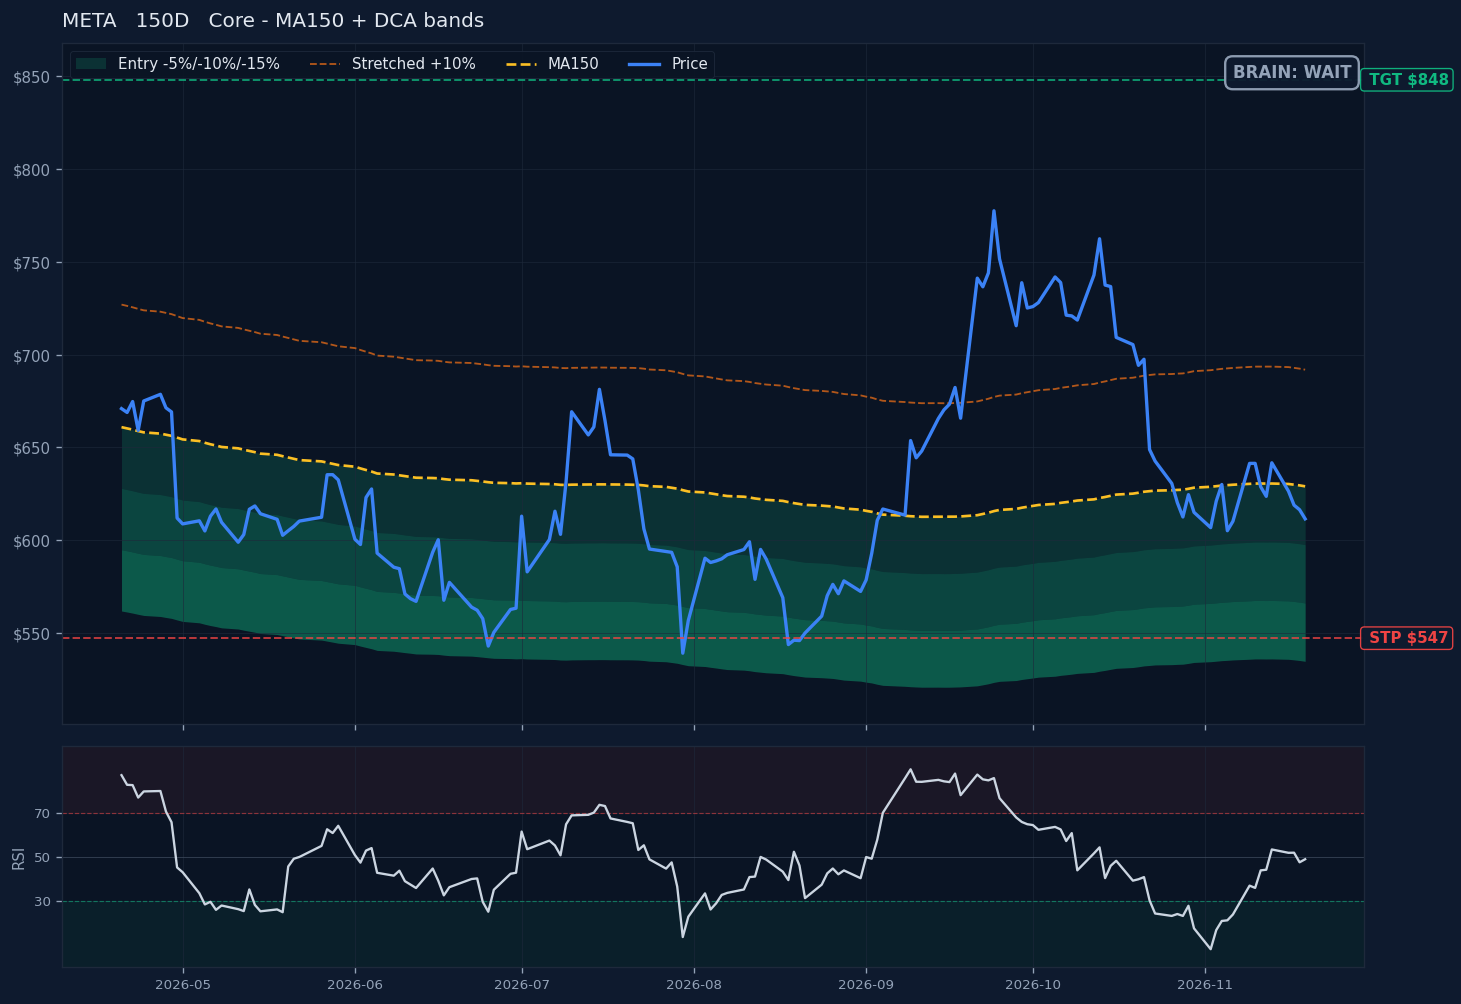 META   150D   Core - MA150 + DCA bands
Entry -5%/-10%/-15%   Stretched +10%   MA150   Price
BRAIN: WAIT
TGT $848
$850
$800
$750
$700
$650
$600
$550
STP $547
RSI
70
50
30
2026-05   2026-06   2026-07   2026-08   2026-09   2026-10   2026-11